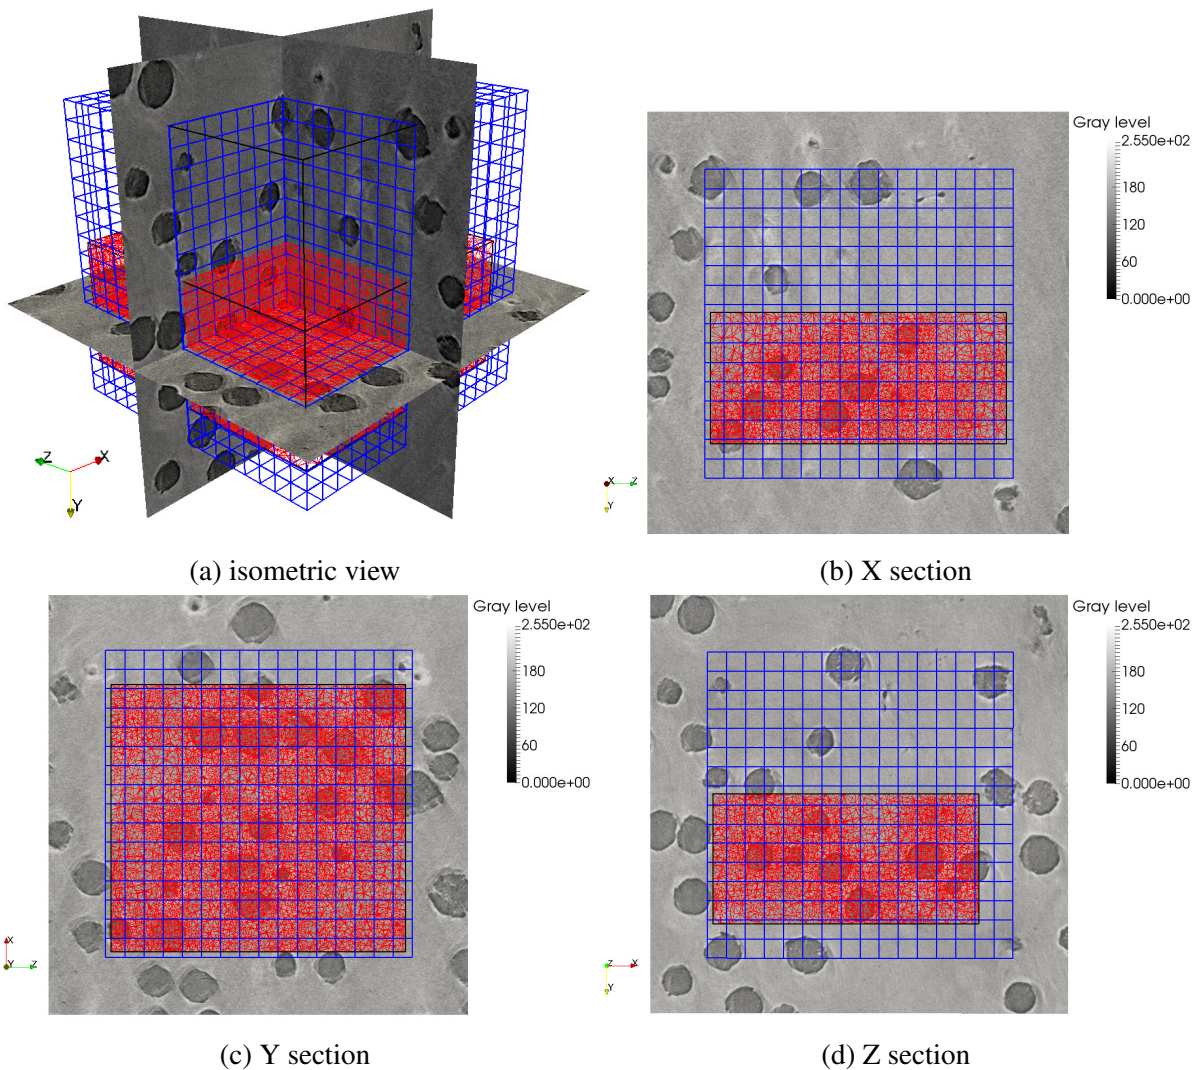 Z
X
Y
(a) isometric view
Gray level
2.550e+02
180
120
60
0.000e+00
X
Z
Y
(b) X section
Gray level
2.550e+02
180
120
60
0.000e+00
X
Y
Z
(c) Y section
Gray level
2.550e+02
180
120
60
0.000e+00
Z
X
Y
(d) Z section